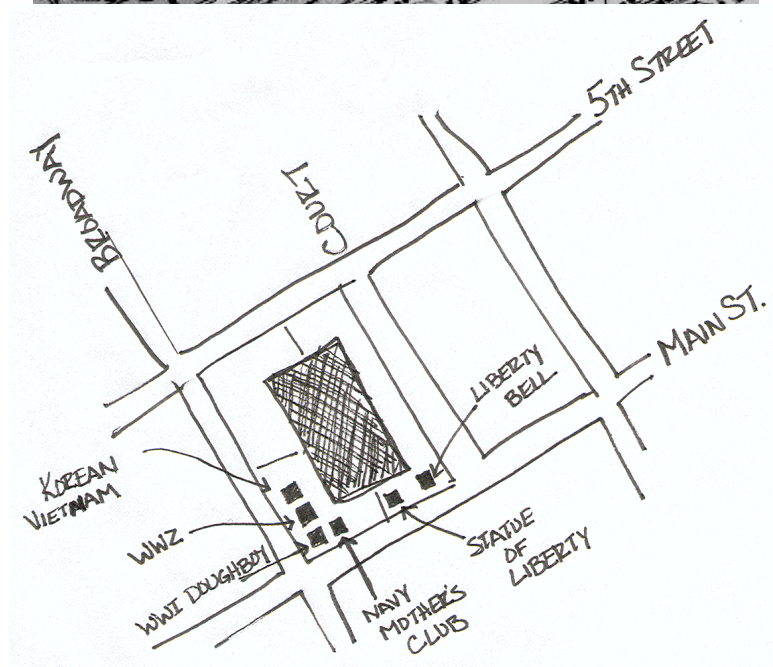 5TH STREET
COURT
BROADWAY
MAIN ST.
LIBERTY
BELL
KOREAN
VIETNAM
WW2
WWI DOUGHBOY
NAVY
MOTHER'S
CLUB
STATUE
OF
LIBERTY